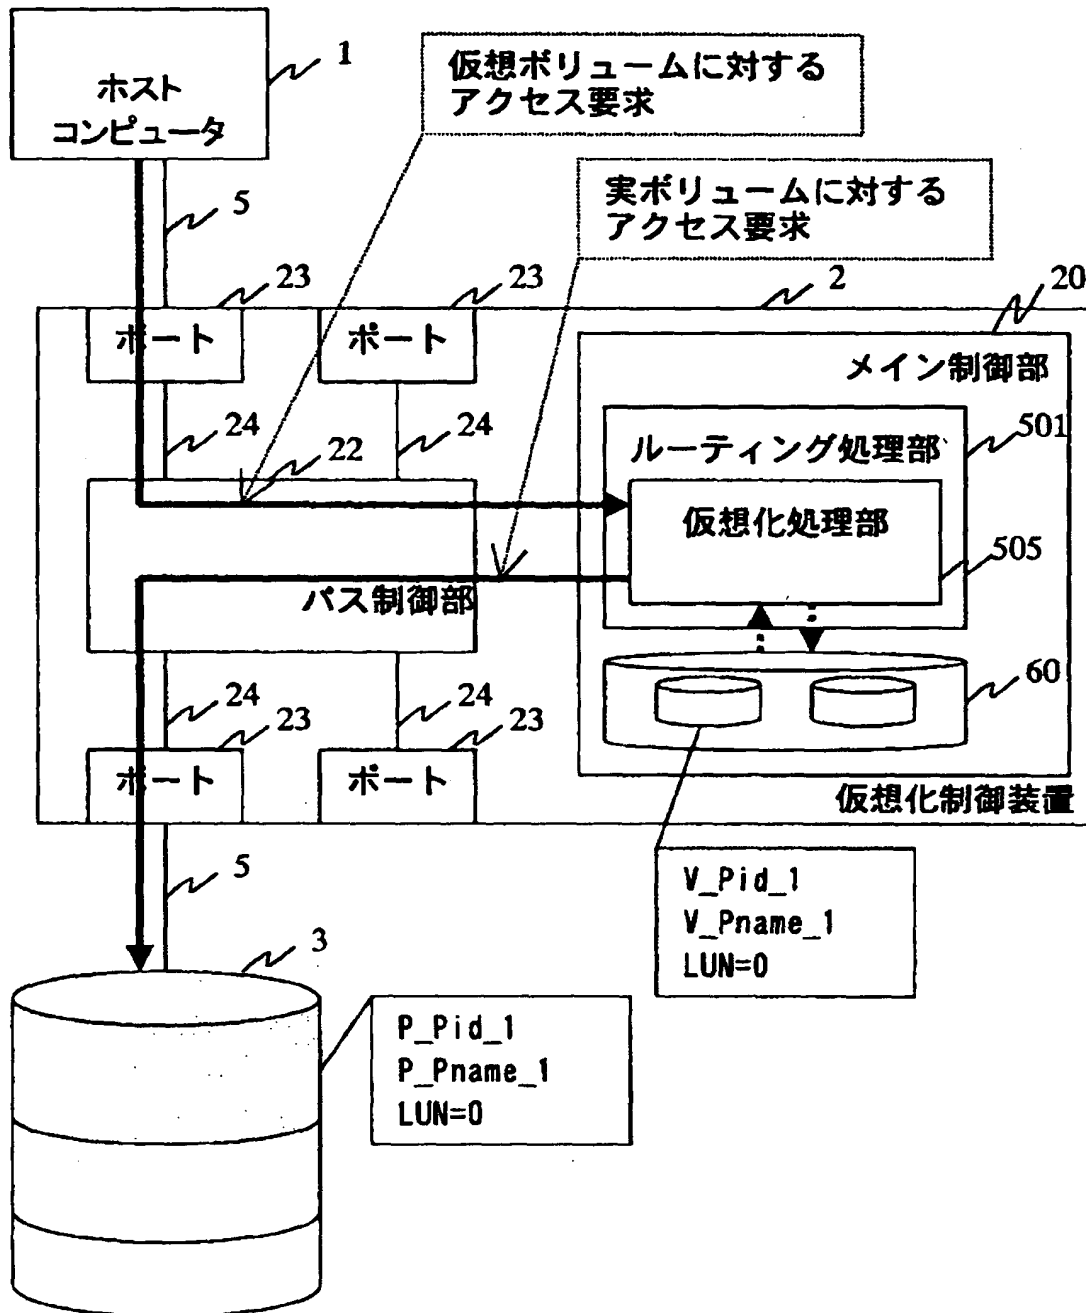 ホスト
コンピュータ
1
仮想ボリュームに対する
アクセス要求
実ボリュームに対する
アクセス要求
5
23
23
2
20
ポート
ポート
メイン制御部
24
24
22
ルーティング処理部
501
仮想化処理部
505
パス制御部
60
24
23
24
23
ポート
ポート
仮想化制御装置
5
V_Pid_1
V_Pname_1
LUN=0
3
P_Pid_1
P_Pname_1
LUN=0